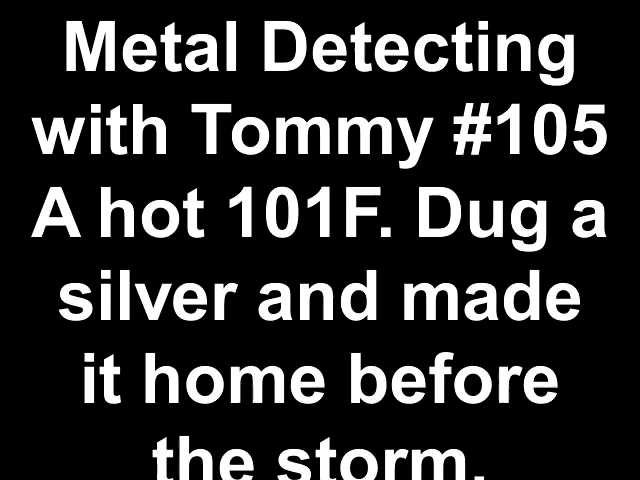 Metal Detecting
with Tommy #105
A hot 101F. Dug a
silver and made
it home before
the storm.